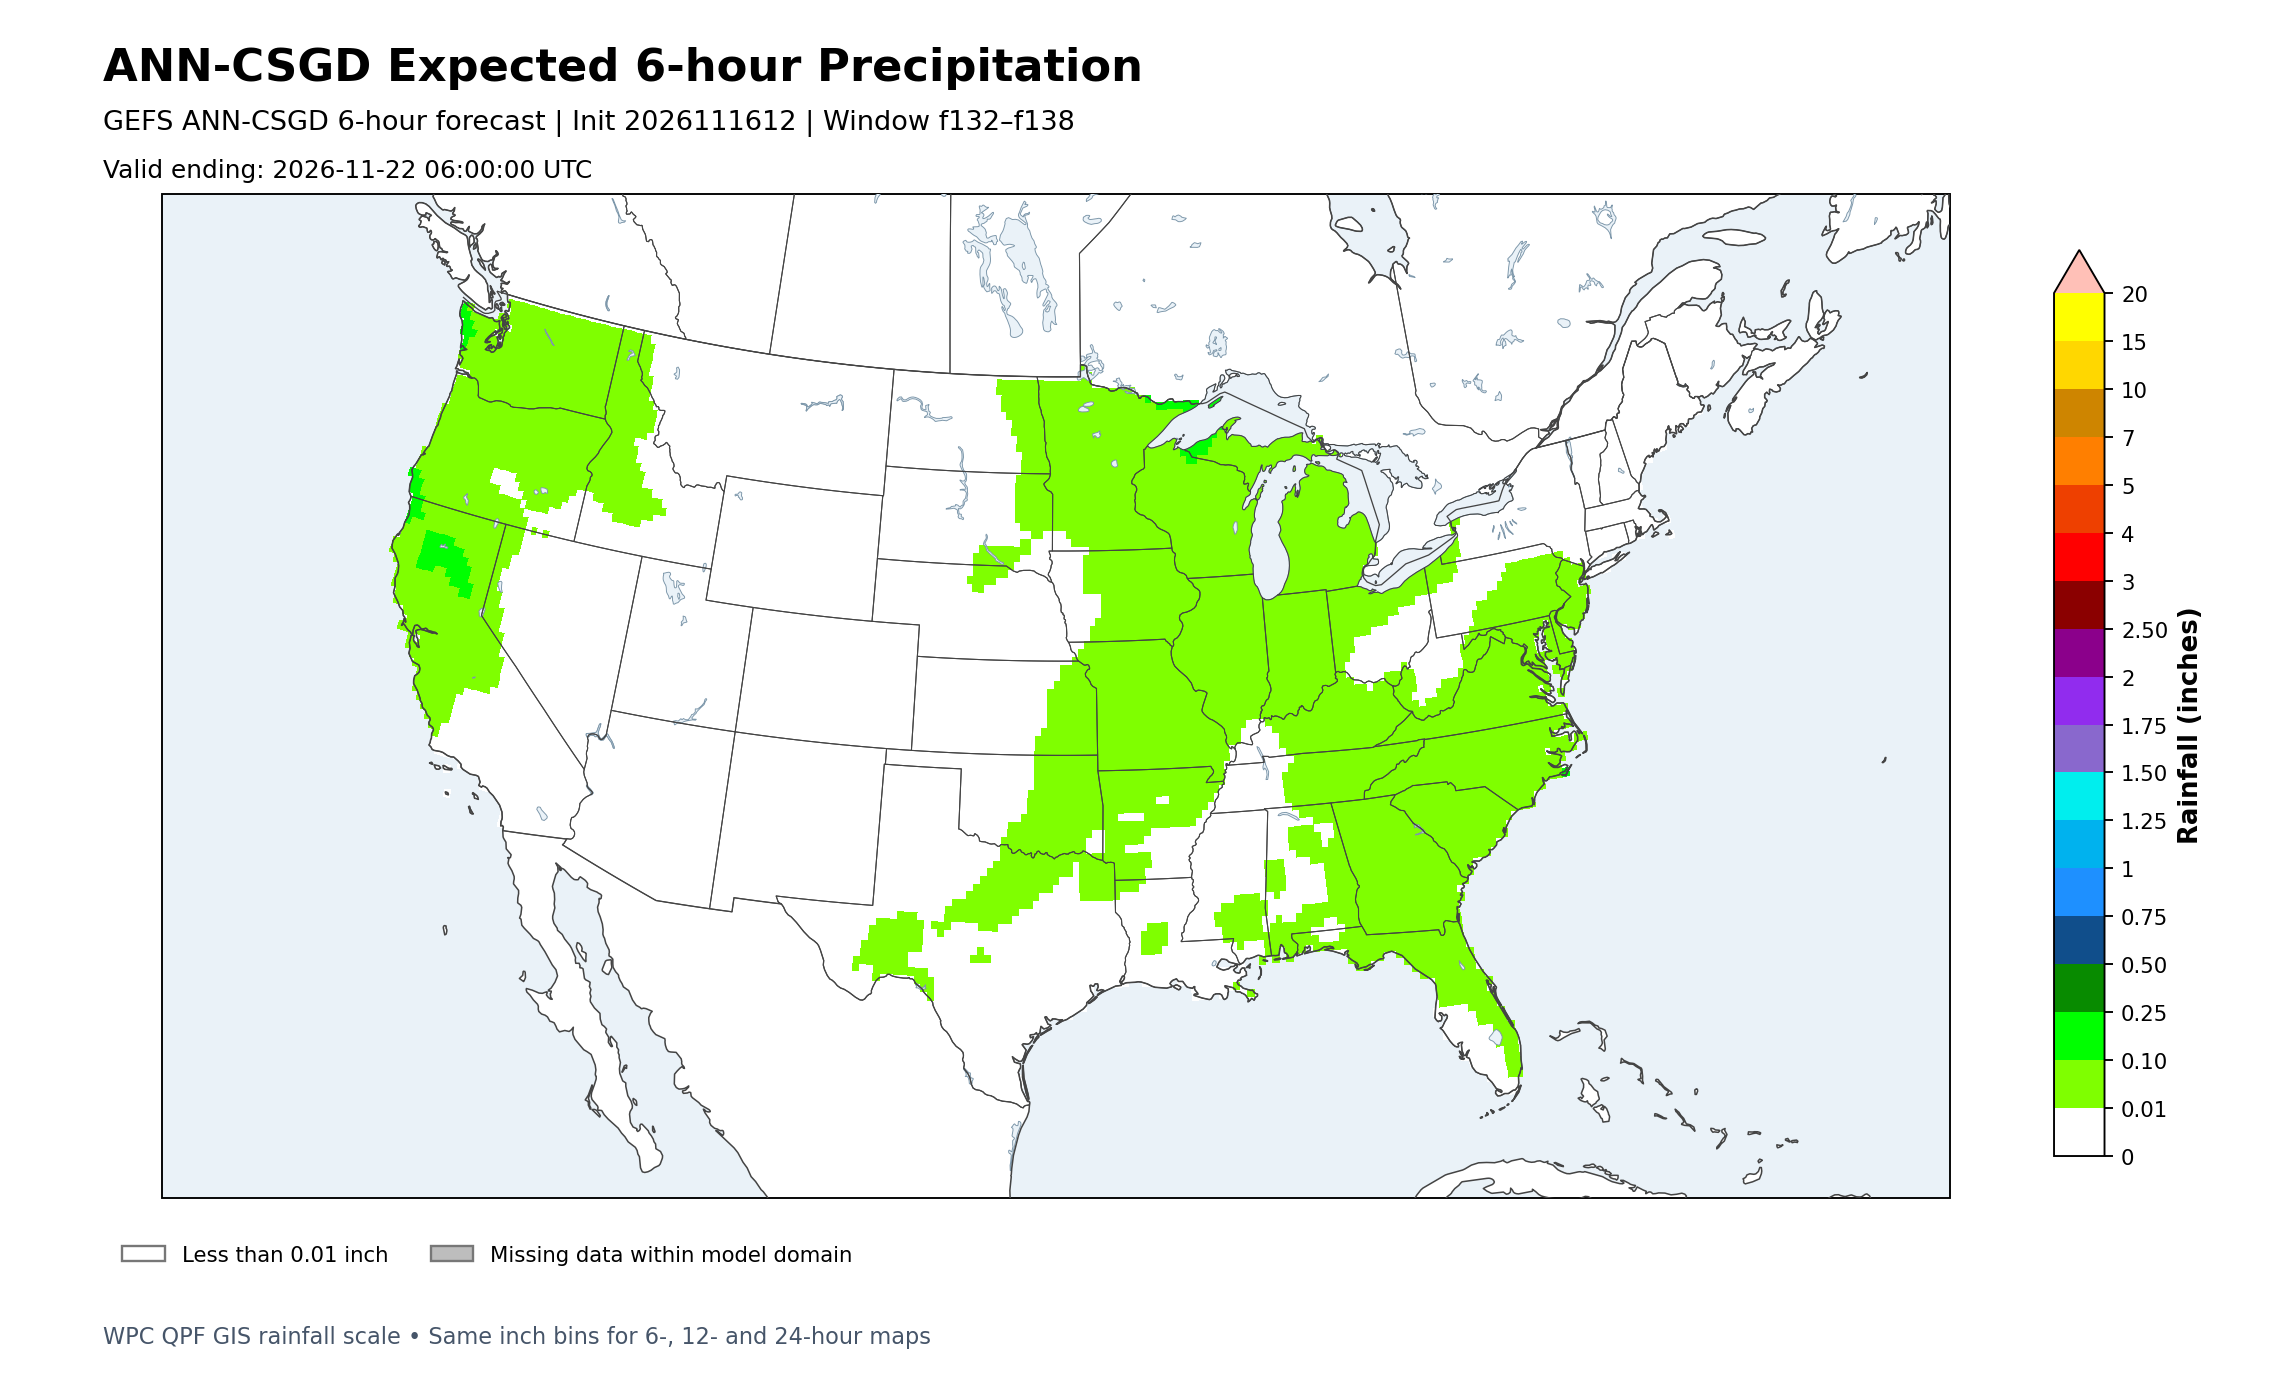 ANN-CSGD Expected 6-hour Precipitation
GEFS ANN-CSGD 6-hour forecast | Init 2026111612 | Window f132–f138
Valid ending: 2026-11-22 06:00:00 UTC
20
15
10
7
5
4
3
2.50
2
1.75
1.50
1.25
1
0.75
0.50
0.25
0.10
0.01
0
Rainfall (inches)
Less than 0.01 inch
Missing data within model domain
WPC QPF GIS rainfall scale • Same inch bins for 6-, 12- and 24-hour maps